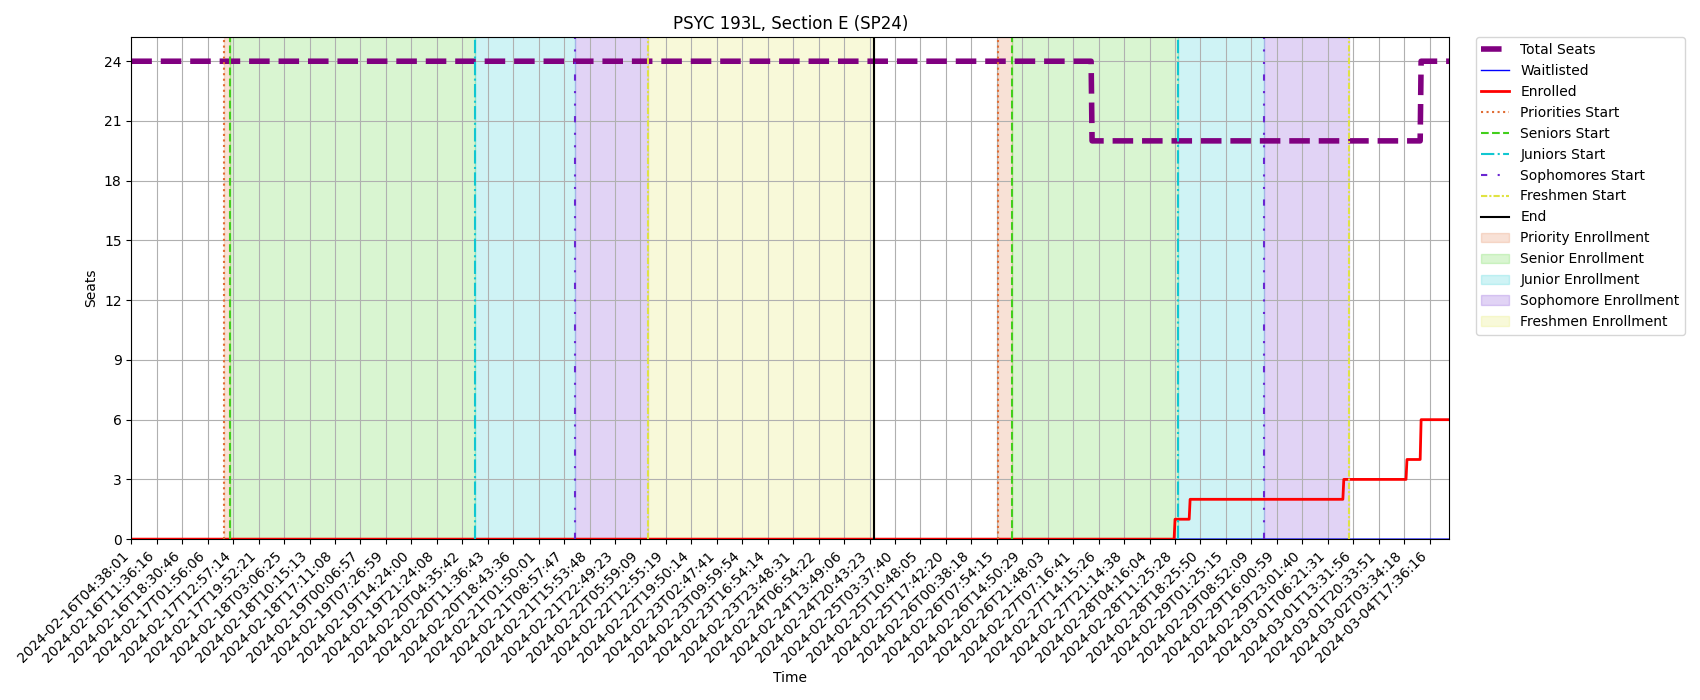 PSYC 193L, Section E (SP24)
Seats
24
21
18
15
12
9
6
3
0
2024-02-16T04:38:01
2024-02-16T11:36:16
2024-02-16T18:30:46
2024-02-17T01:56:06
2024-02-17T12:57:14
2024-02-17T19:52:21
2024-02-18T03:06:25
2024-02-18T10:15:13
2024-02-18T17:11:08
2024-02-19T00:06:57
2024-02-19T07:26:59
2024-02-19T14:24:00
2024-02-19T21:24:08
2024-02-20T04:35:42
2024-02-20T11:36:43
2024-02-20T18:43:36
2024-02-21T01:50:01
2024-02-21T08:57:47
2024-02-21T15:53:48
2024-02-21T22:49:23
2024-02-22T05:59:09
2024-02-22T12:55:19
2024-02-22T19:50:14
2024-02-23T02:47:41
2024-02-23T09:59:54
2024-02-23T16:54:14
2024-02-23T23:48:31
2024-02-24T06:54:22
2024-02-24T13:49:06
2024-02-24T20:43:23
2024-02-25T03:37:40
2024-02-25T10:48:05
2024-02-25T17:42:20
2024-02-26T00:38:18
2024-02-26T07:54:15
2024-02-26T14:50:29
2024-02-26T21:48:03
2024-02-27T07:16:41
2024-02-27T14:15:26
2024-02-27T21:14:38
2024-02-28T04:16:04
2024-02-28T11:25:28
2024-02-28T18:25:50
2024-02-29T01:25:15
2024-02-29T08:52:09
2024-02-29T16:00:59
2024-02-29T23:01:40
2024-03-01T06:21:31
2024-03-01T13:31:56
2024-03-01T20:33:51
2024-03-02T03:34:18
2024-03-04T17:36:16
Time
Total Seats
Waitlisted
Enrolled
Priorities Start
Seniors Start
Juniors Start
Sophomores Start
Freshmen Start
End
Priority Enrollment
Senior Enrollment
Junior Enrollment
Sophomore Enrollment
Freshmen Enrollment